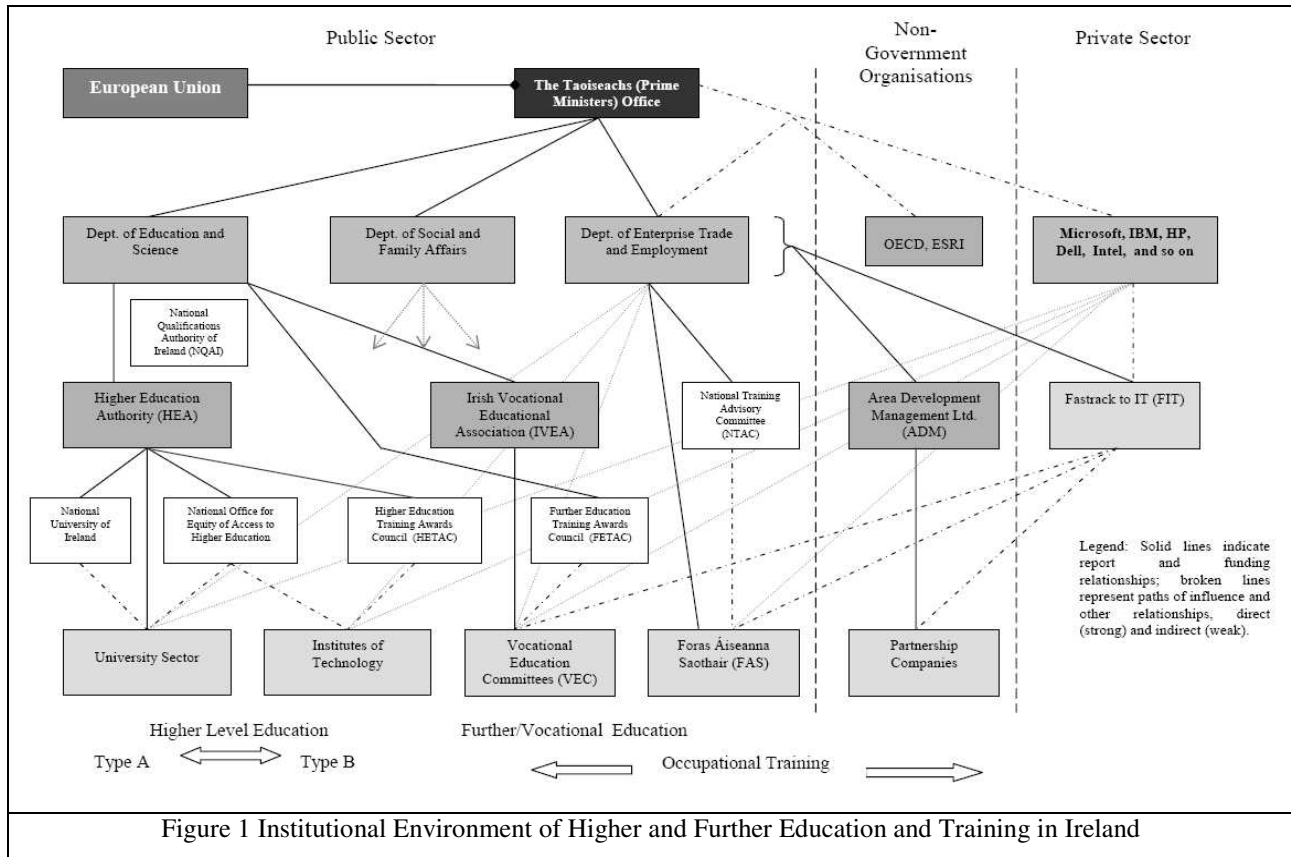 Public Sector
Non-
Government
Organisations
Private Sector
European Union
The Taoiseachs (Prime
Ministers) Office
Dept. of Education and
Science
Dept. of Social and
Family Affairs
Dept. of Enterprise Trade
and Employment
OECD, ESRI
Microsoft, IBM, HP,
Dell, Intel, and so on
National
Qualifications
Authority of
Ireland (NQAI)
Higher Education
Authority (HEA)
Irish Vocational
Educational
Association (IVEA)
National Training
Advisory
Committee
(NTAC)
Area Development
Management Ltd.
(ADM)
Fastrack to IT (FIT)
National
University of
Ireland
National Office for
Equity of Access to
Higher Education
Higher Education
Training Awards
Council (HETAC)
Further Education
Training Awards
Council (FETAC)
Legend: Solid lines indicate
report and funding
relationships; broken lines
represent paths of influence and
other relationships, direct
(strong) and indirect (weak).
University Sector
Institutes of
Technology
Vocational
Education
Committees (VEC)
Foras Áiseanna
Saothair (FAS)
Partnership
Companies
Higher Level Education
Further/Vocational Education
Type A
Type B
Occupational Training
Figure 1 Institutional Environment of Higher and Further Education and Training in Ireland